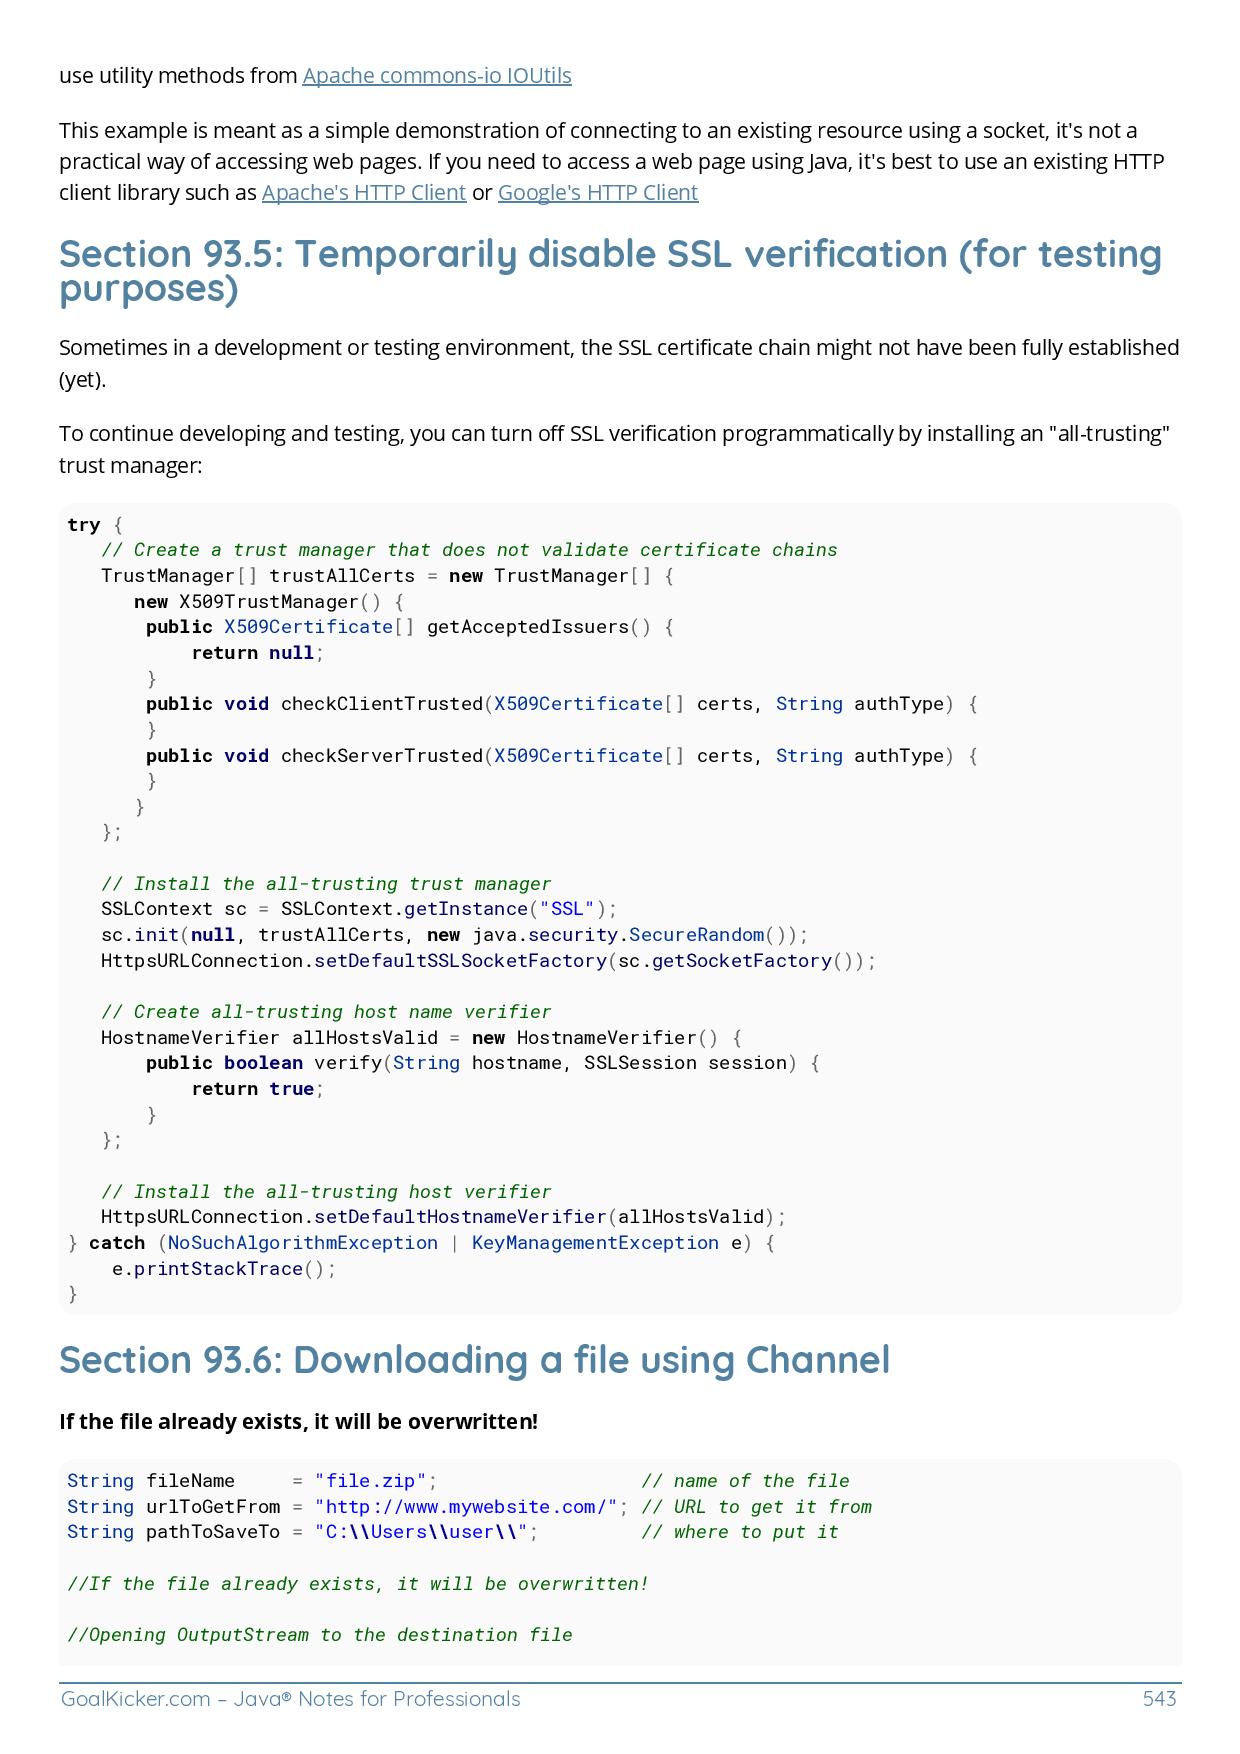 use utility methods from Apache commons-io IOUtils
This example is meant as a simple demonstration of connecting to an existing resource using a socket, it's not a
practical way of accessing web pages. If you need to access a web page using Java, it's best to use an existing HTTP
client library such as Apache's HTTP Client or Google's HTTP Client
Section 93.5: Temporarily disable SSL verification (for testing
purposes)
Sometimes in a development or testing environment, the SSL certificate chain might not have been fully established
(yet).
To continue developing and testing, you can turn off SSL verification programmatically by installing an "all-trusting"
trust manager:
try {
   // Create a trust manager that does not validate certificate chains
   TrustManager[] trustAllCerts = new TrustManager[] {
      new X509TrustManager() {
       public X509Certificate[] getAcceptedIssuers() {
           return null;
       }
       public void checkClientTrusted(X509Certificate[] certs, String authType) {
       }
       public void checkServerTrusted(X509Certificate[] certs, String authType) {
       }
      }
   };
   // Install the all-trusting trust manager
   SSLContext sc = SSLContext.getInstance("SSL");
   sc.init(null, trustAllCerts, new java.security.SecureRandom());
   HttpsURLConnection.setDefaultSSLSocketFactory(sc.getSocketFactory());
   // Create all-trusting host name verifier
   HostnameVerifier allHostsValid = new HostnameVerifier() {
       public boolean verify(String hostname, SSLSession session) {
           return true;
       }
   };
   // Install the all-trusting host verifier
   HttpsURLConnection.setDefaultHostnameVerifier(allHostsValid);
} catch (NoSuchAlgorithmException | KeyManagementException e) {
    e.printStackTrace();
}
Section 93.6: Downloading a file using Channel
If the file already exists, it will be overwritten!
String fileName     = "file.zip";                  // name of the file
String urlToGetFrom = "http://www.mywebsite.com/"; // URL to get it from
String pathToSaveTo = "C:\\Users\\user\\";         // where to put it
//If the file already exists, it will be overwritten!
//Opening OutputStream to the destination file
GoalKicker.com – Java® Notes for Professionals 543